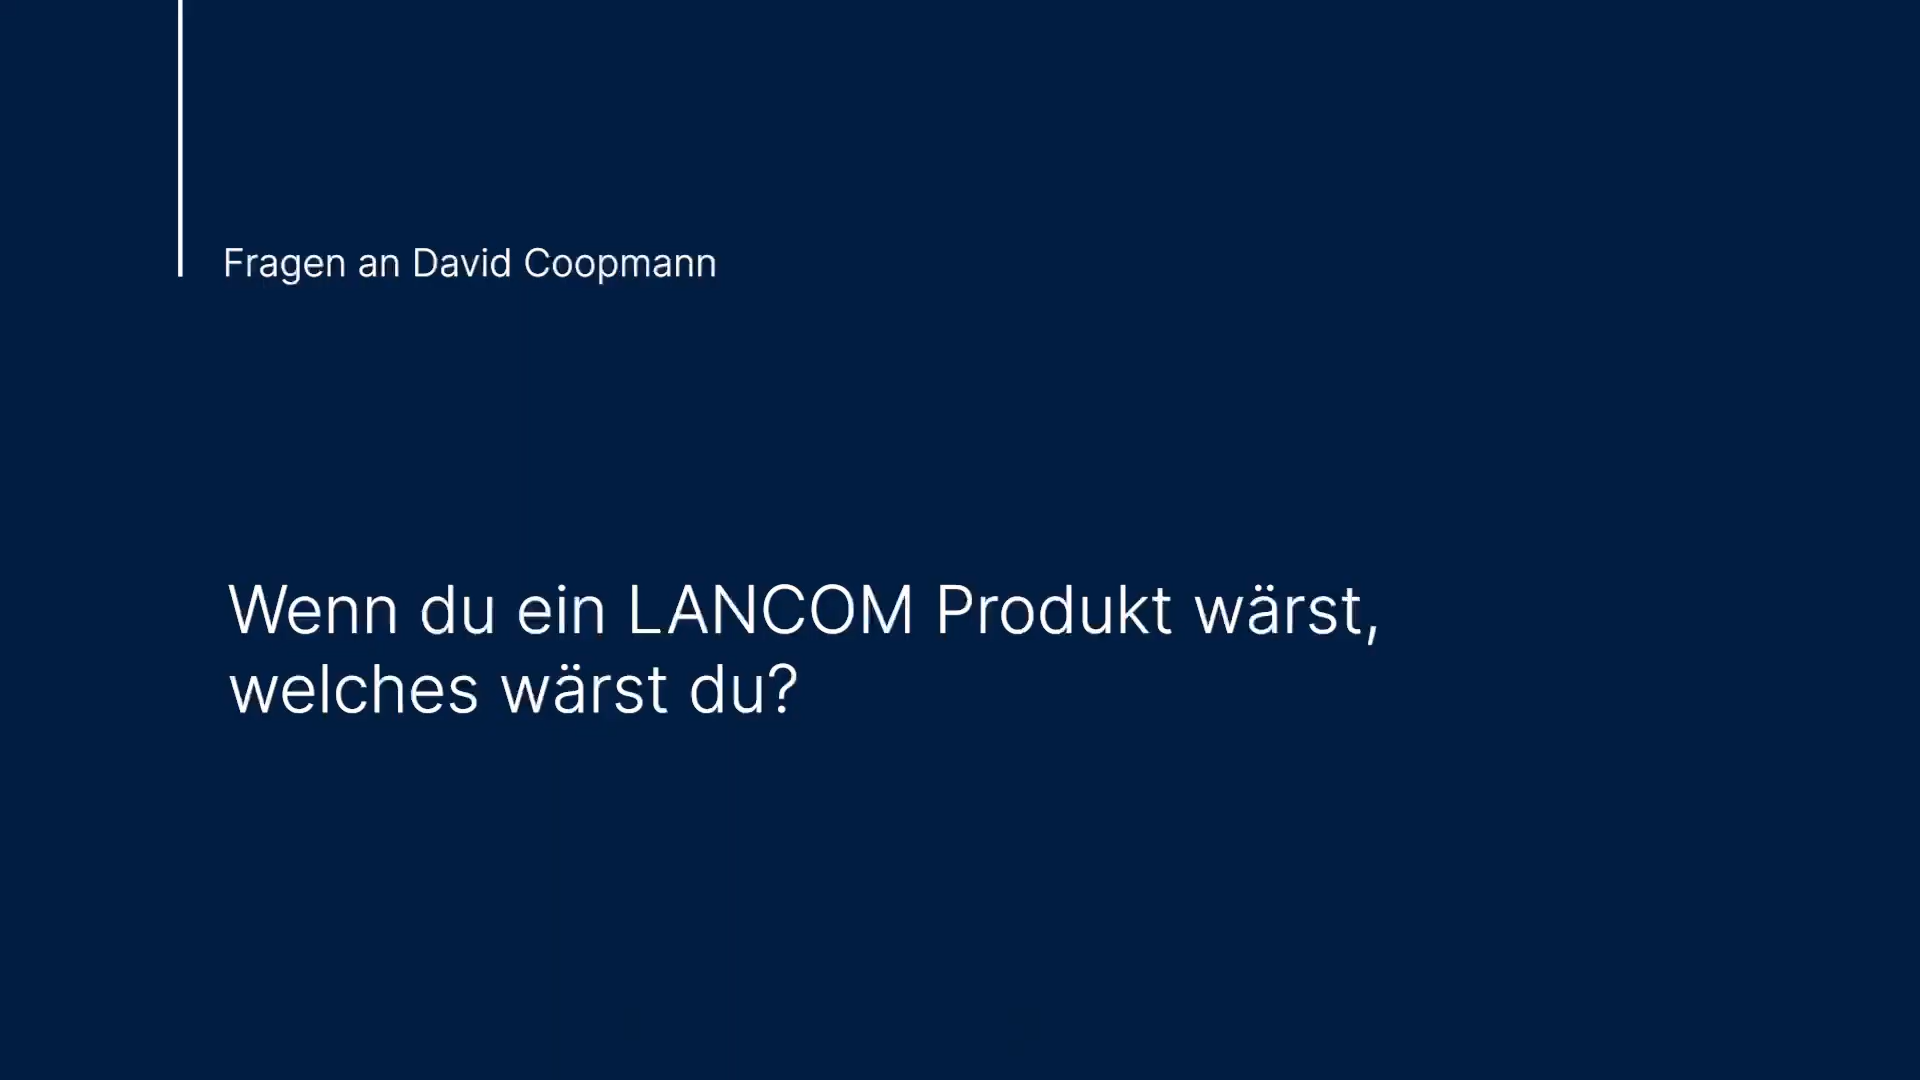 Fragen an David Coopmann
Wenn du ein LANCOM Produkt wärst,
welches wärst du?